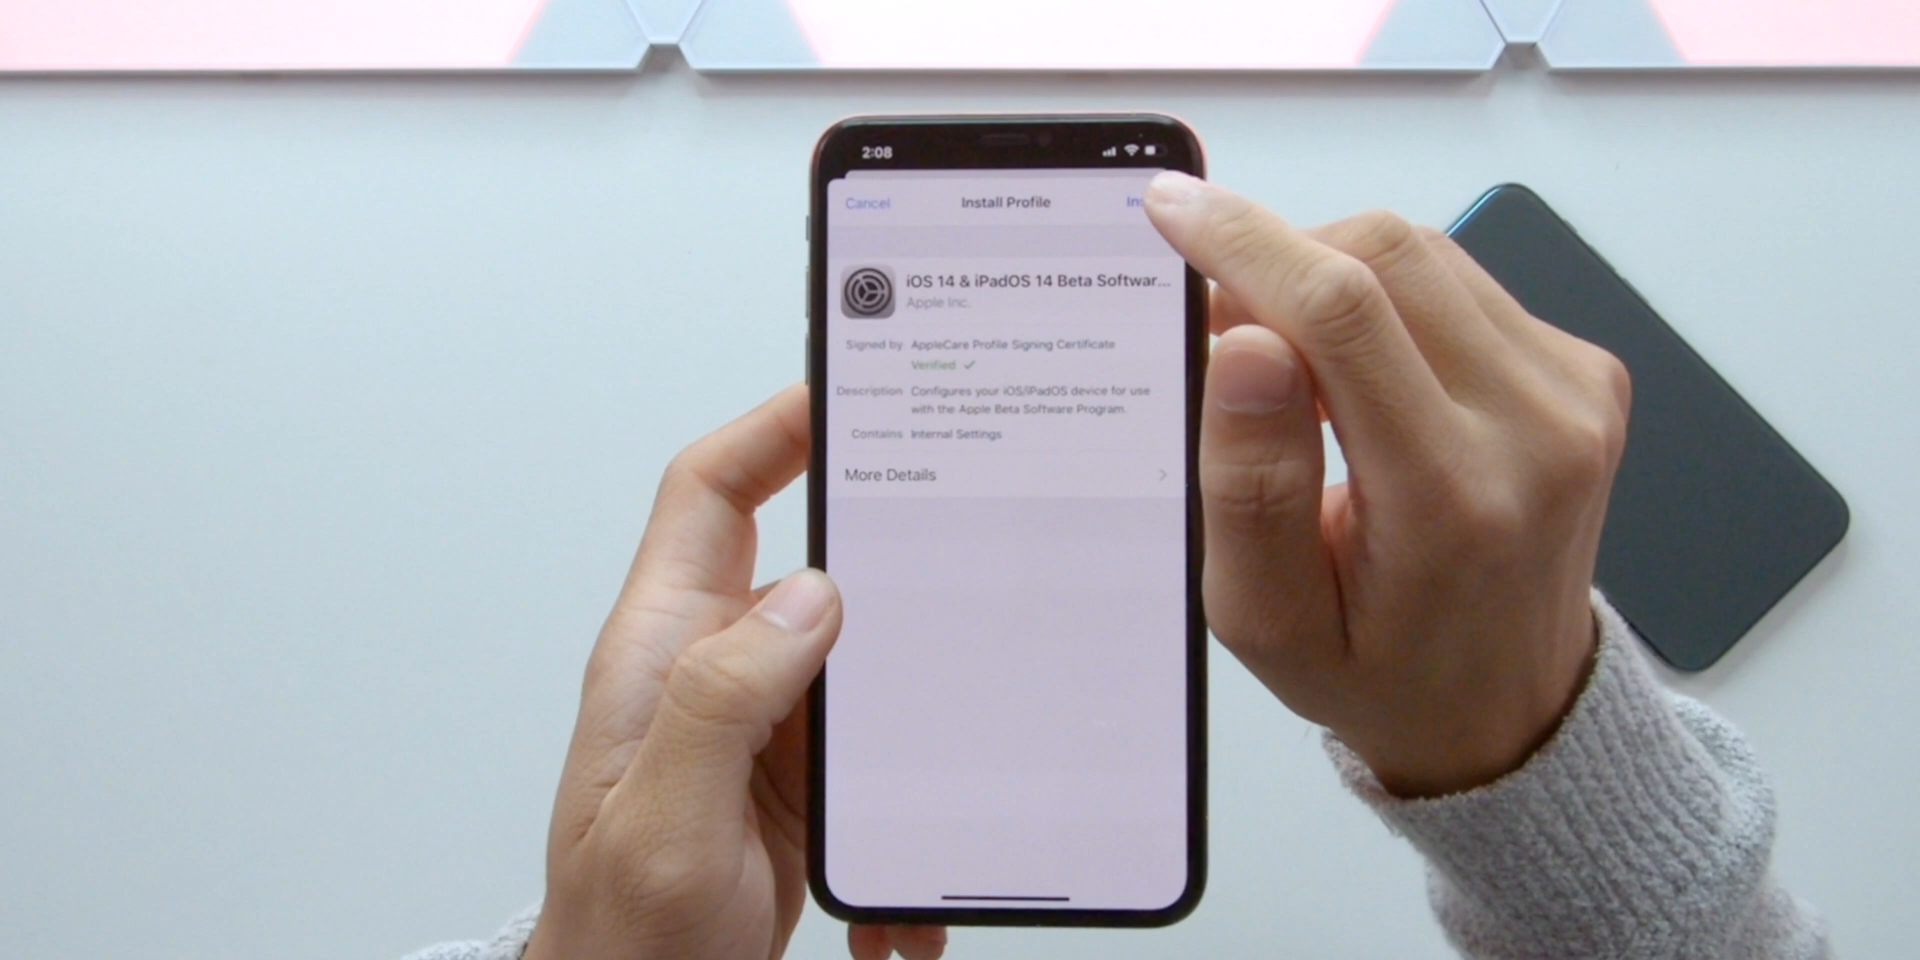 2:08
Cancel Install Profile Ins
iOS 14 & iPadOS 14 Beta Softwar...
Apple Inc.
Signed by AppleCare Profile Signing Certificate
Verified ✓
Description Configures your iOS/iPadOS device for use
with the Apple Beta Software Program.
Contains Internal Settings
More Details